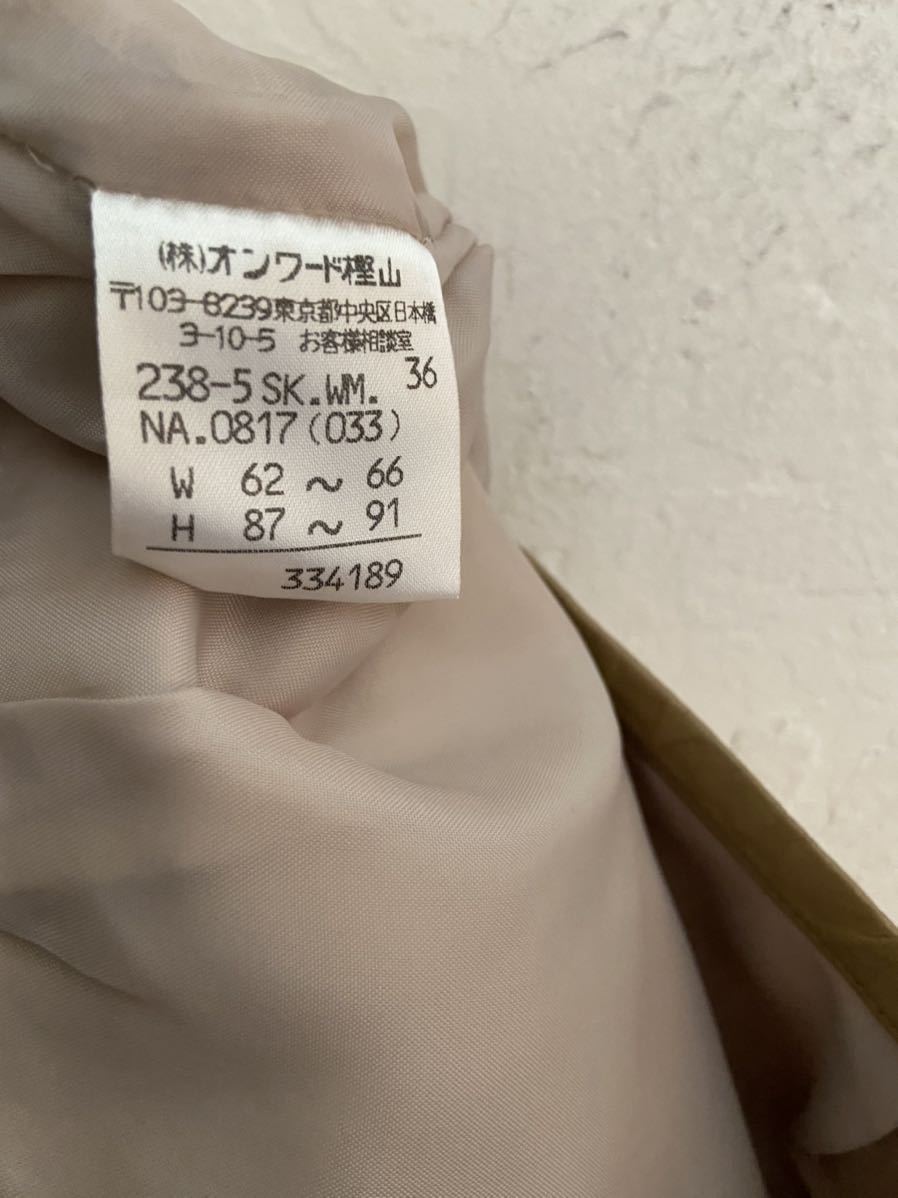 (株)オンワード樫山
〒103-8239東京都中央区日本橋
3-10-5 お客様相談室
238-5 SK.WM. 36
NA.0817(033)
W 62 ~ 66
H 87 ~ 91
334189